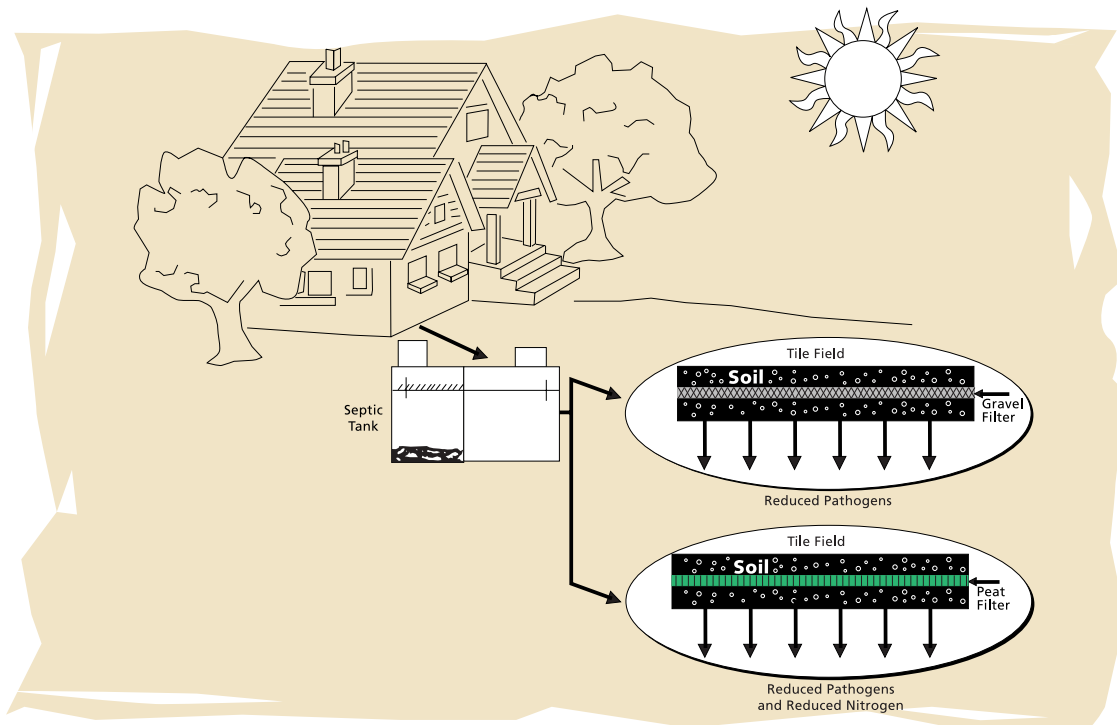 Septic
Tank
Tile Field
Soil
Gravel
Filter
Reduced Pathogens
Tile Field
Soil
Peat
Filter
Reduced Pathogens
and Reduced Nitrogen